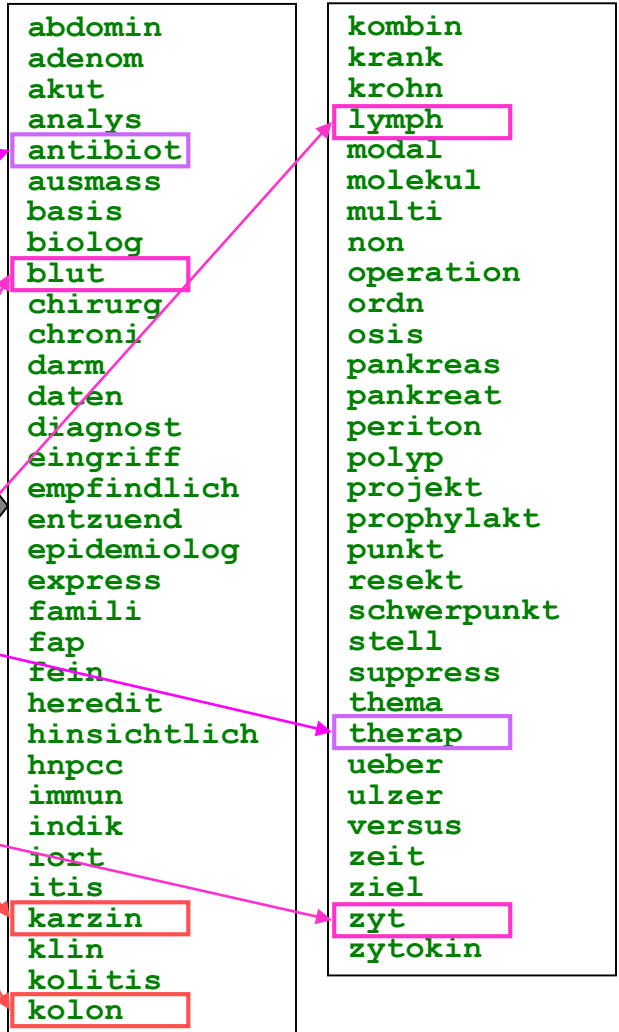 abdomin
adenom
akut
analys
antibiot
ausmass
basis
biolog
blut
chirurg
chroni
darm
daten
diagnost
eingriff
empfindlich
entzuend
epidemiolog
express
famili
fap
fein
heredit
hinsichtlich
hnpcc
immun
indik
iort
itis
karzin
klin
kolitis
kolon
kombin
krank
krohn
lymph
modal
molekul
multi
non
operation
ordn
osis
pankreas
pankreat
periton
polyp
projekt
prophylakt
punkt
resekt
schwerpunkt
stell
suppress
thema
therap
ueber
ulzer
versus
zeit
ziel
zyt
zytokin